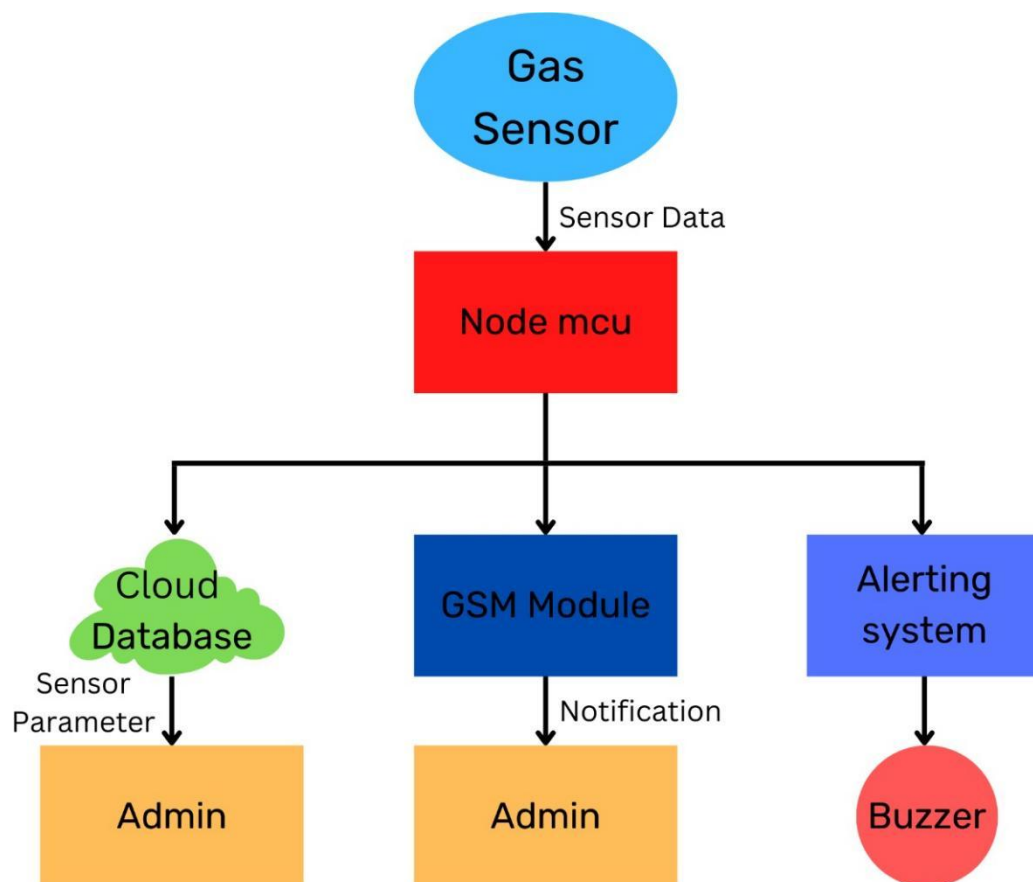 Gas
Sensor
Sensor Data
Node mcu
Cloud
Database
GSM Module
Alerting
system
Sensor
Parameter
Notification
Admin
Admin
Buzzer